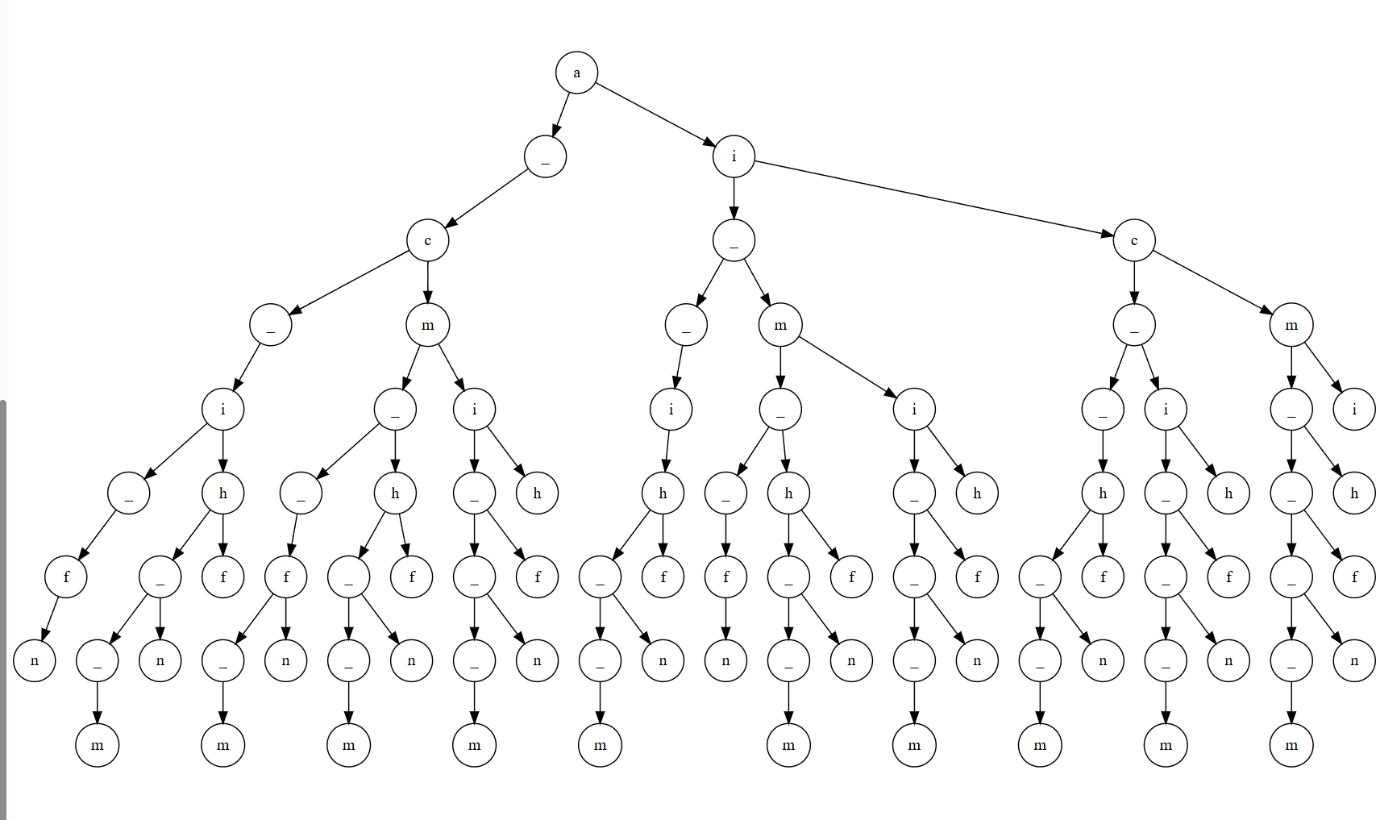 a
_ i
c _ c
_ m _ m _ m
i _ i i _ i _ i _ i
_ h _ h _ h h _ h _ h h _ h _ h
f _ f f _ f _ f _ f f _ f _ f _ f _ f _ f
n _ n _ n _ n _ n _ n n _ n _ n _ n _ n _ n
m m m m m m m m m m